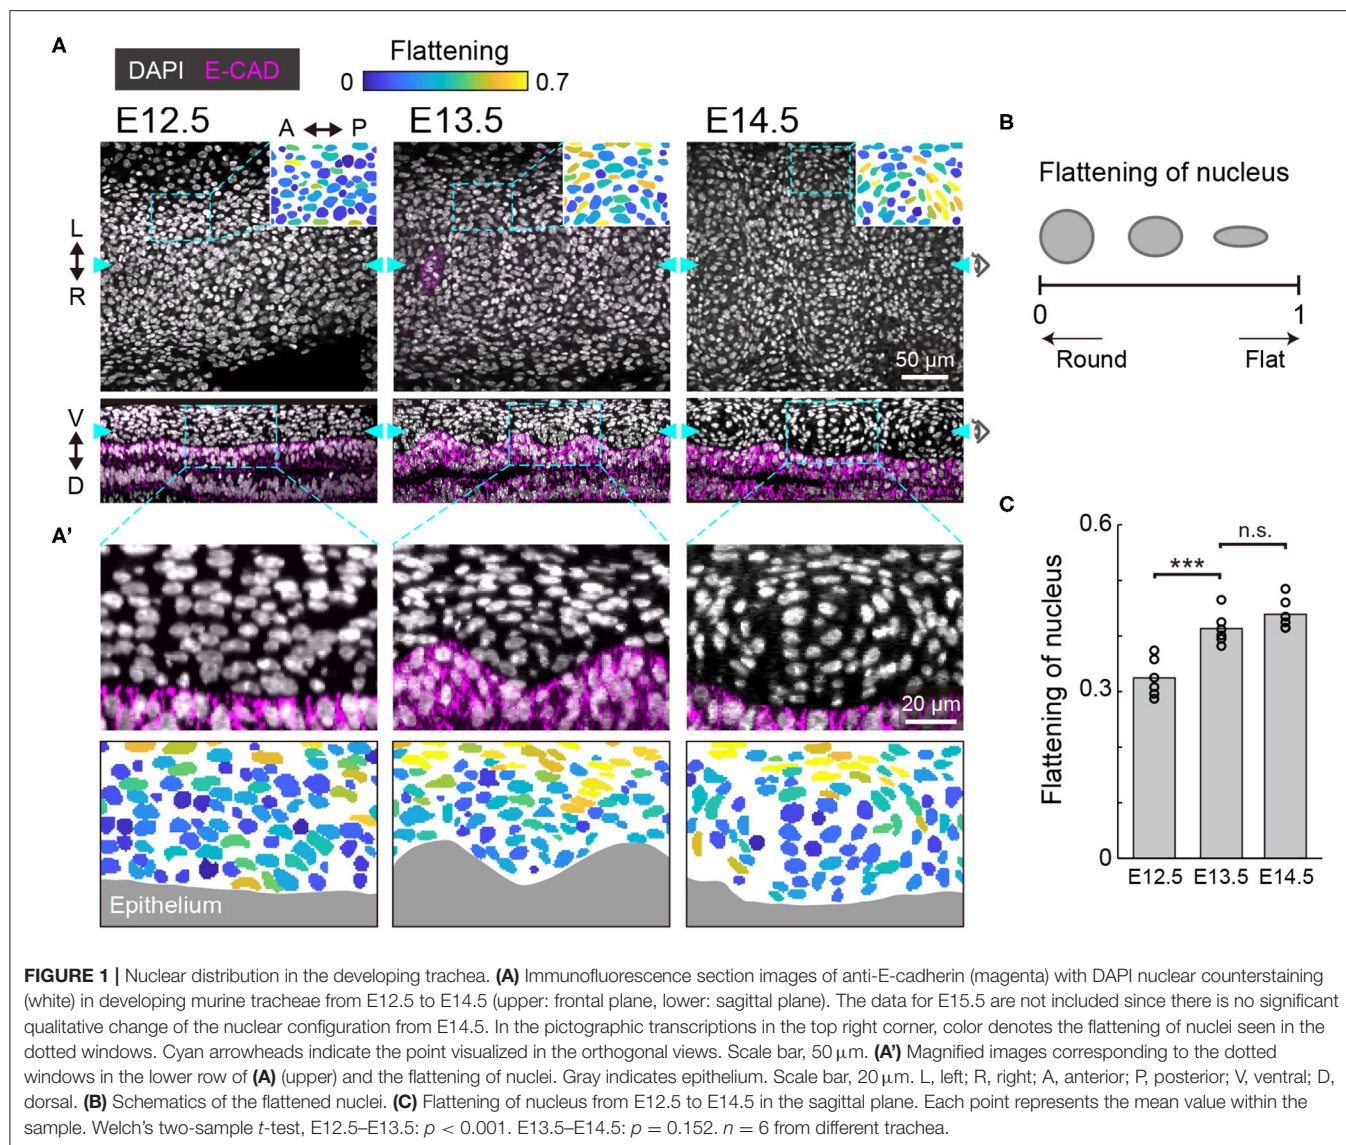 A
DAPI E-CAD
Flattening
0 0.7
E12.5 E13.5 E14.5
A P
L
R
50 µm
V
D
A'
20 µm
Epithelium
B
Flattening of nucleus
0 1
Round Flat
C
Flattening of nucleus
0.6
0.3
0
*** n.s.
E12.5 E13.5 E14.5
FIGURE 1 | Nuclear distribution in the developing trachea. (A) Immunofluorescence section images of anti-E-cadherin (magenta) with DAPI nuclear counterstaining
(white) in developing murine tracheae from E12.5 to E14.5 (upper: frontal plane, lower: sagittal plane). The data for E15.5 are not included since there is no significant
qualitative change of the nuclear configuration from E14.5. In the pictographic transcriptions in the top right corner, color denotes the flattening of nuclei seen in the
dotted windows. Cyan arrowheads indicate the point visualized in the orthogonal views. Scale bar, 50 µm. (A') Magnified images corresponding to the dotted
windows in the lower row of (A) (upper) and the flattening of nuclei. Gray indicates epithelium. Scale bar, 20 µm. L, left; R, right; A, anterior; P, posterior; V, ventral; D,
dorsal. (B) Schematics of the flattened nuclei. (C) Flattening of nucleus from E12.5 to E14.5 in the sagittal plane. Each point represents the mean value within the
sample. Welch's two-sample t-test, E12.5–E13.5: p < 0.001. E13.5–E14.5: p = 0.152. n = 6 from different trachea.